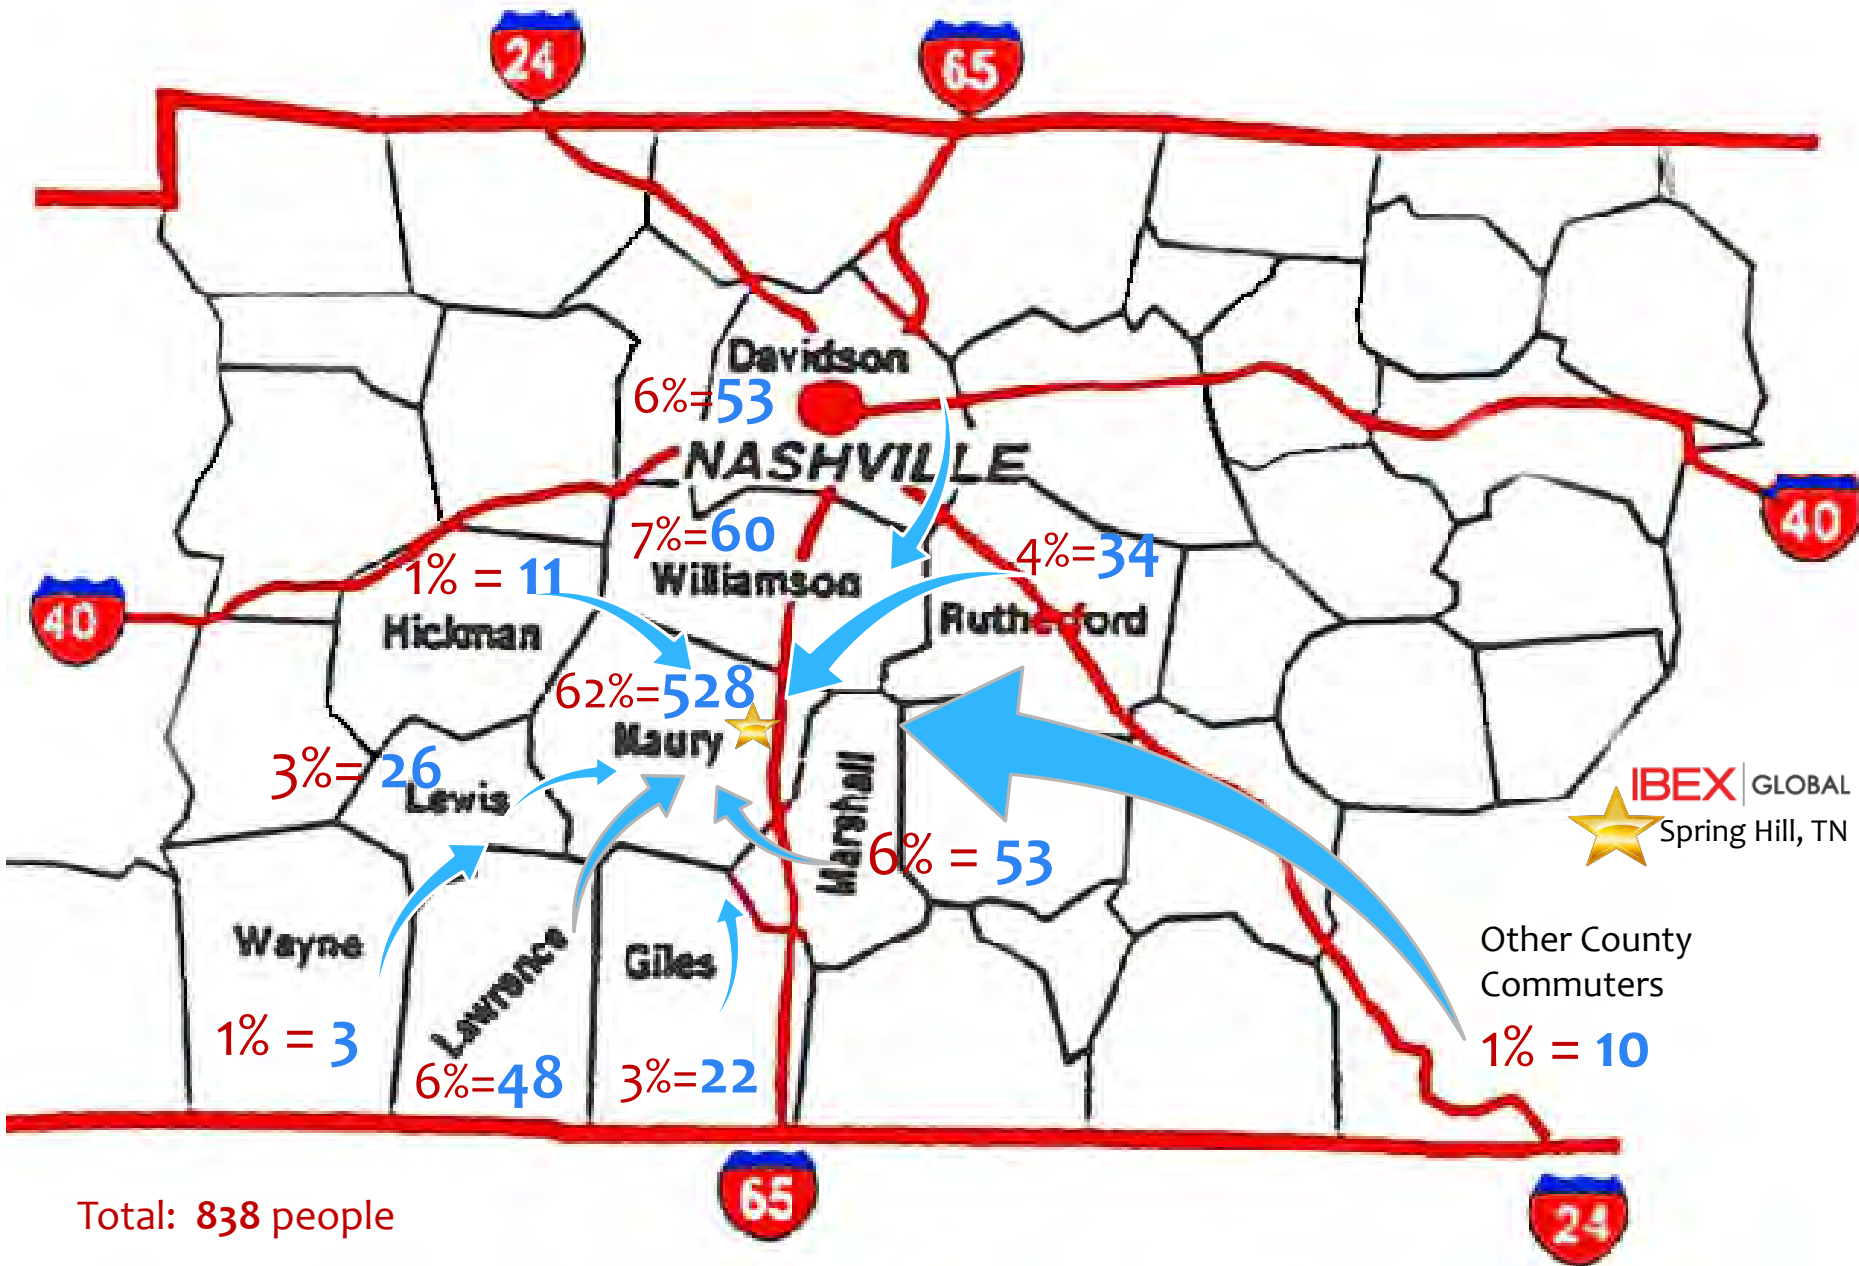 24
65
Davidson
6%=53
NASHVILLE
7%=60
Williamson
4%=34
Rutherford
1% = 11
Hickman
40
40
62%=528
Maury
3%= 26
Lewis
Marshall
6% = 53
IBEX GLOBAL
Spring Hill, TN
Wayne
1% = 3
Lawrence
6%=48
Giles
3%=22
Other County
Commuters
1% = 10
65
24
Total: 838 people